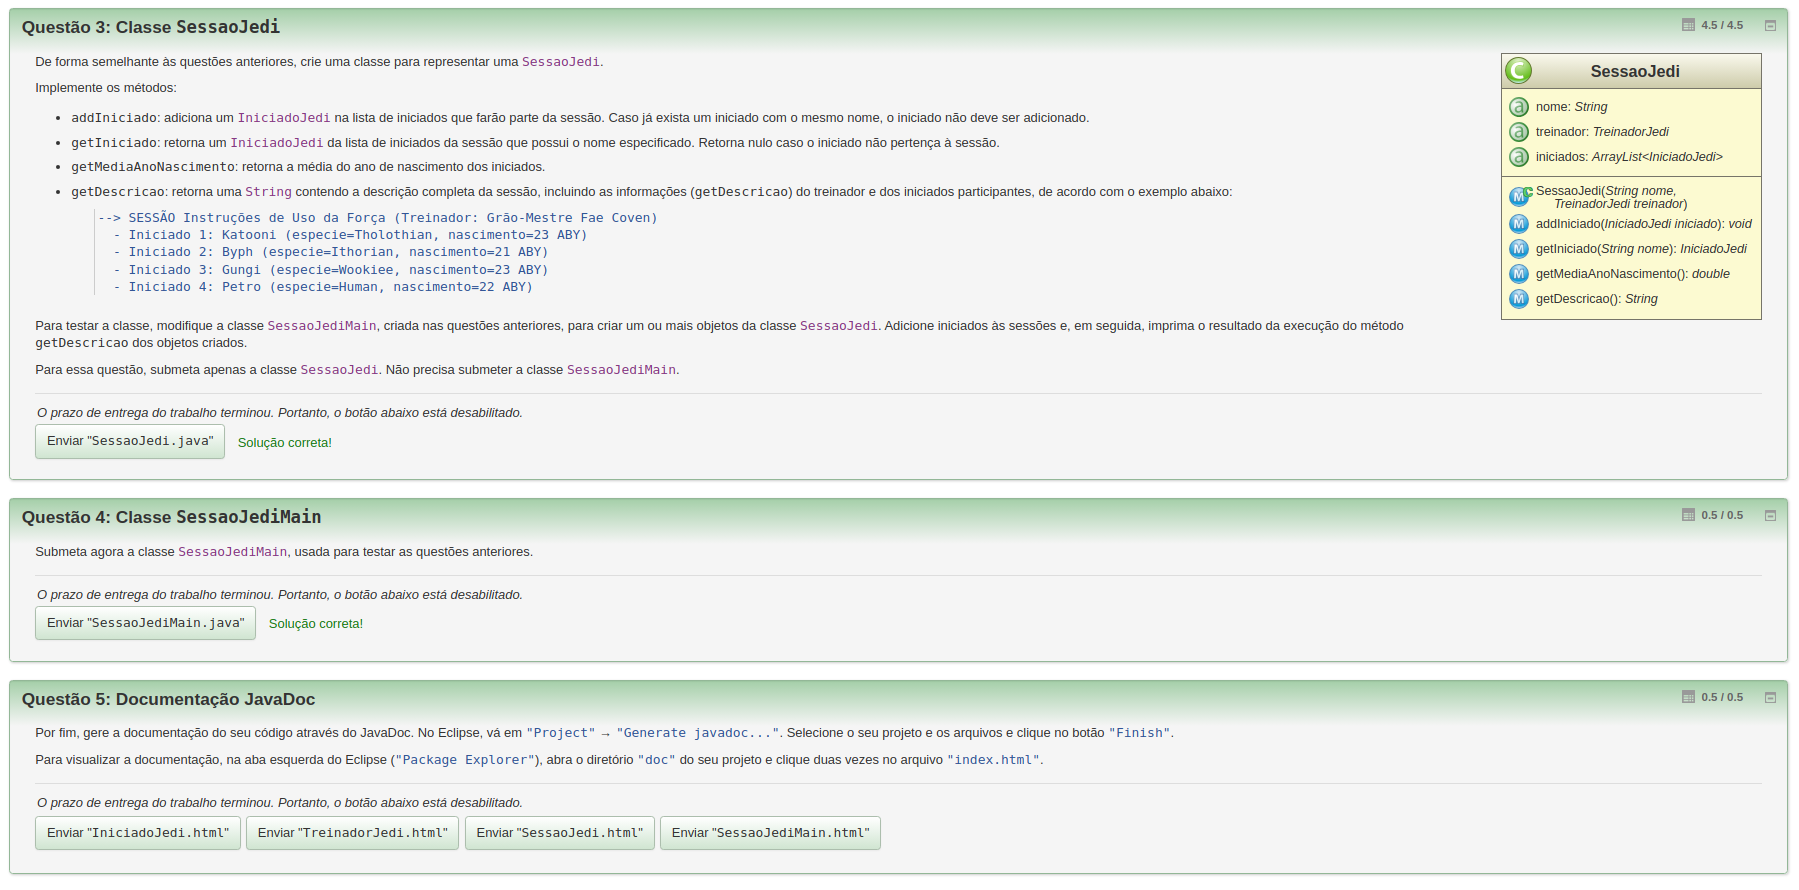 Questão 3: Classe SessaoJedi
4.5 / 4.5
De forma semelhante às questões anteriores, crie uma classe para representar uma SessaoJedi.
Implemente os métodos:
• addIniciado: adiciona um IniciadoJedi na lista de iniciados que farão parte da sessão. Caso já exista um iniciado com o mesmo nome, o iniciado não deve ser adicionado.
• getIniciado: retorna um IniciadoJedi da lista de iniciados da sessão que possui o nome especificado. Retorna nulo caso o iniciado não pertença à sessão.
• getMediaAnoNascimento: retorna a média do ano de nascimento dos iniciados.
• getDescricao: retorna uma String contendo a descrição completa da sessão, incluindo as informações (getDescricao) do treinador e dos iniciados participantes, de acordo com o exemplo abaixo:
--> SESSÃO Instruções de Uso da Força (Treinador: Grão-Mestre Fae Coven)
- Iniciado 1: Katooni (especie=Tholothian, nascimento=23 ABY)
- Iniciado 2: Byph (especie=Ithorian, nascimento=21 ABY)
- Iniciado 3: Gungi (especie=Wookiee, nascimento=23 ABY)
- Iniciado 4: Petro (especie=Human, nascimento=22 ABY)
Para testar a classe, modifique a classe SessaoJediMain, criada nas questões anteriores, para criar um ou mais objetos da classe SessaoJedi. Adicione iniciados às sessões e, em seguida, imprima o resultado da execução do método
getDescricao dos objetos criados.
Para essa questão, submeta apenas a classe SessaoJedi. Não precisa submeter a classe SessaoJediMain.
C
SessaoJedi
a nome: String
a treinador: TreinadorJedi
a iniciados: ArrayList<IniciadoJedi>
M C SessaoJedi(String nome,
TreinadorJedi treinador)
M addIniciado(IniciadoJedi iniciado): void
M getIniciado(String nome): IniciadoJedi
M getMediaAnoNascimento(): double
M getDescricao(): String
O prazo de entrega do trabalho terminou. Portanto, o botão abaixo está desabilitado.
Enviar "SessaoJedi.java"
Solução correta!
Questão 4: Classe SessaoJediMain
0.5 / 0.5
Submeta agora a classe SessaoJediMain, usada para testar as questões anteriores.
O prazo de entrega do trabalho terminou. Portanto, o botão abaixo está desabilitado.
Enviar "SessaoJediMain.java"
Solução correta!
Questão 5: Documentação JavaDoc
0.5 / 0.5
Por fim, gere a documentação do seu código através do JavaDoc. No Eclipse, vá em "Project" → "Generate javadoc...". Selecione o seu projeto e os arquivos e clique no botão "Finish".
Para visualizar a documentação, na aba esquerda do Eclipse ("Package Explorer"), abra o diretório "doc" do seu projeto e clique duas vezes no arquivo "index.html".
O prazo de entrega do trabalho terminou. Portanto, o botão abaixo está desabilitado.
Enviar "IniciadoJedi.html"
Enviar "TreinadorJedi.html"
Enviar "SessaoJedi.html"
Enviar "SessaoJediMain.html"